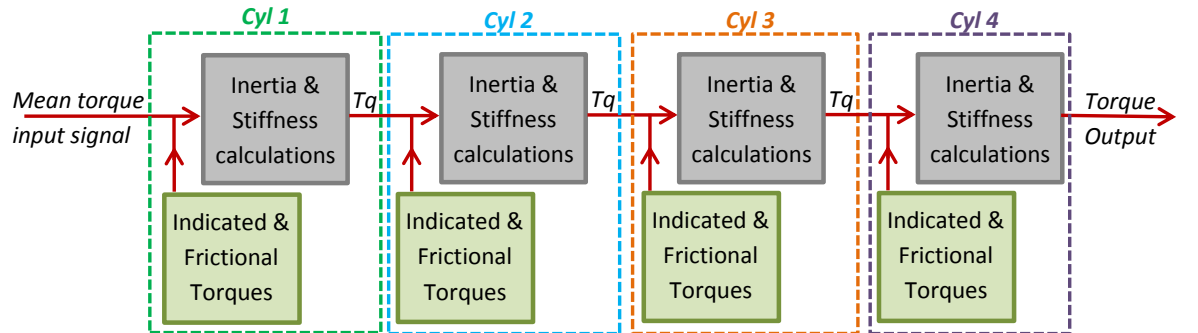 Cyl 1
Cyl 2
Cyl 3
Cyl 4
Mean torque
input signal
Inertia &
Stiffness
calculations
Tq
Inertia &
Stiffness
calculations
Tq
Inertia &
Stiffness
calculations
Tq
Inertia &
Stiffness
calculations
Torque
Output
Indicated &
Frictional
Torques
Indicated &
Frictional
Torques
Indicated &
Frictional
Torques
Indicated &
Frictional
Torques